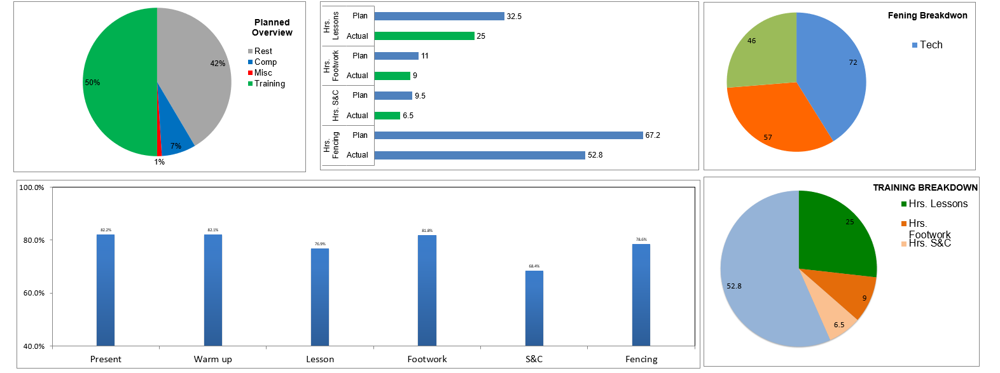 Planned
Overview
Rest
Comp
Misc
Training
42%
50%
7%
1%
Hrs.
Lessons
Plan
32.5
Actual
25
Hrs.
Footwork
Plan
11
Actual
9
Hrs. S&C
Plan
9.5
Actual
6.5
Hrs.
Fencing
Plan
67.2
Actual
52.8
Fening Breakdwon
Tech
46
72
57
100.0%
80.0%
60.0%
40.0%
82.2%
82.1%
76.9%
81.8%
68.4%
78.6%
Present
Warm up
Lesson
Footwork
S&C
Fencing
TRAINING BREAKDOWN
Hrs. Lessons
Hrs.
Footwork
Hrs. S&C
25
9
6.5
52.8